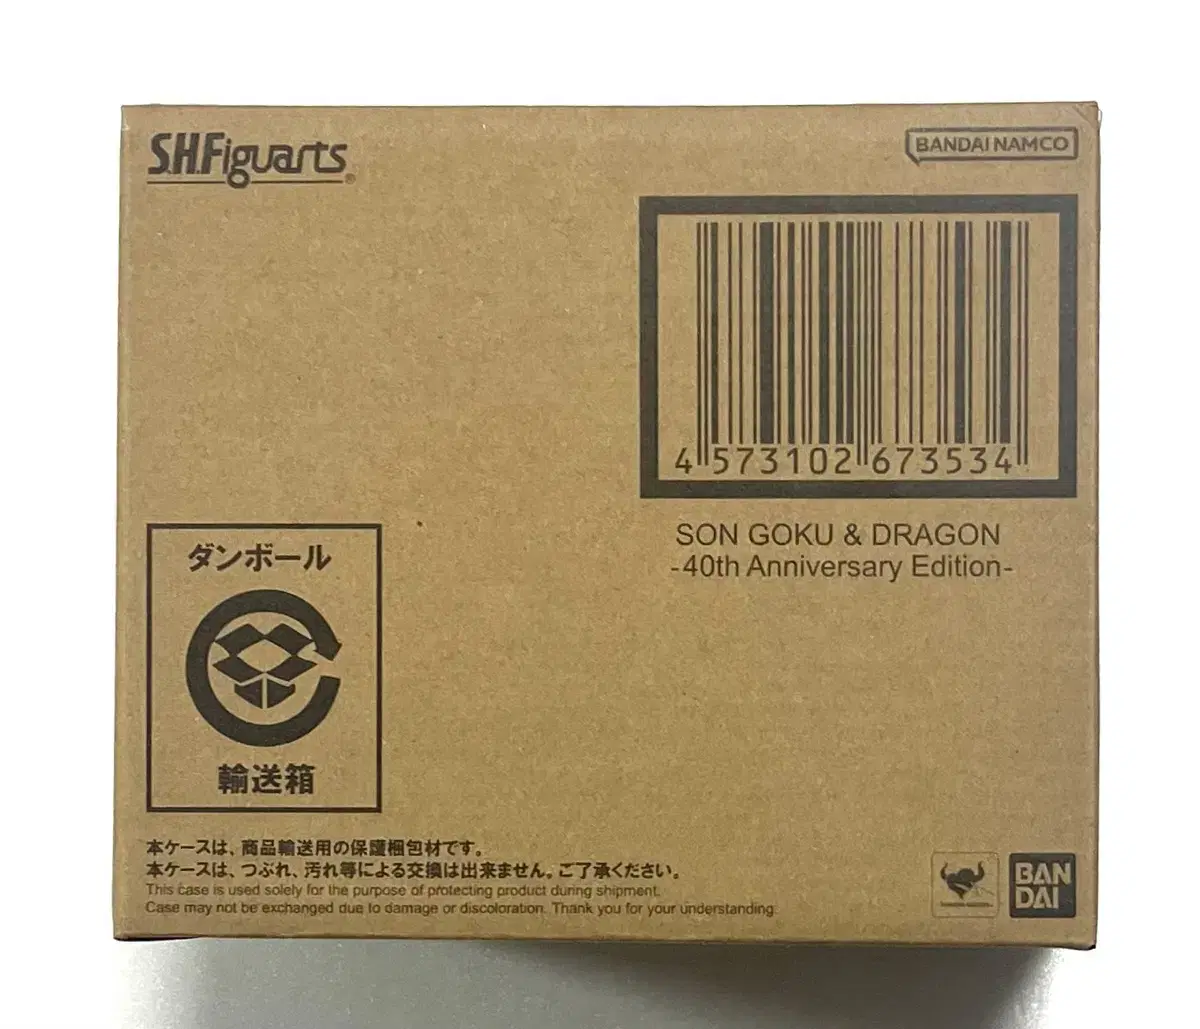 S.H.Figuarts®
BANDAI NAMCO
4 573102 673534
SON GOKU & DRAGON
-40th Anniversary Edition-
ダンボール
輸送箱
本ケースは、商品輸送用の保護梱包材です。
本ケースは、つぶれ、汚れ等による交換は出来ません。ご了承ください。
This case is used solely for the purpose of protecting product during shipment.
Case may not be exchanged due to damage or discoloration. Thank you for your understanding.
BAN
DAI